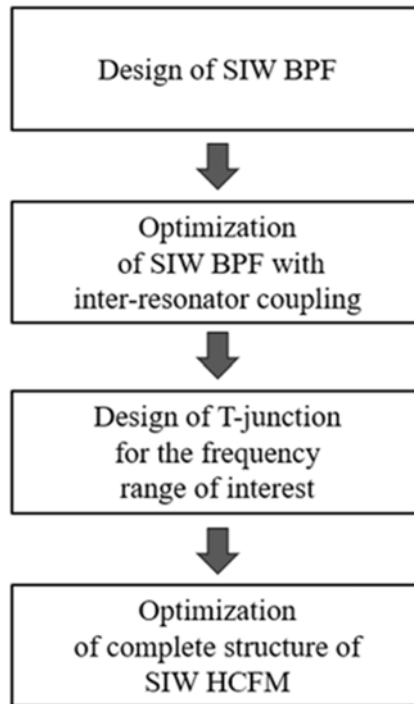 Design of SIW BPF
Optimization
of SIW BPF with
inter-resonator coupling
Design of T-junction
for the frequency
range of interest
Optimization
of complete structure of
SIW HCFM